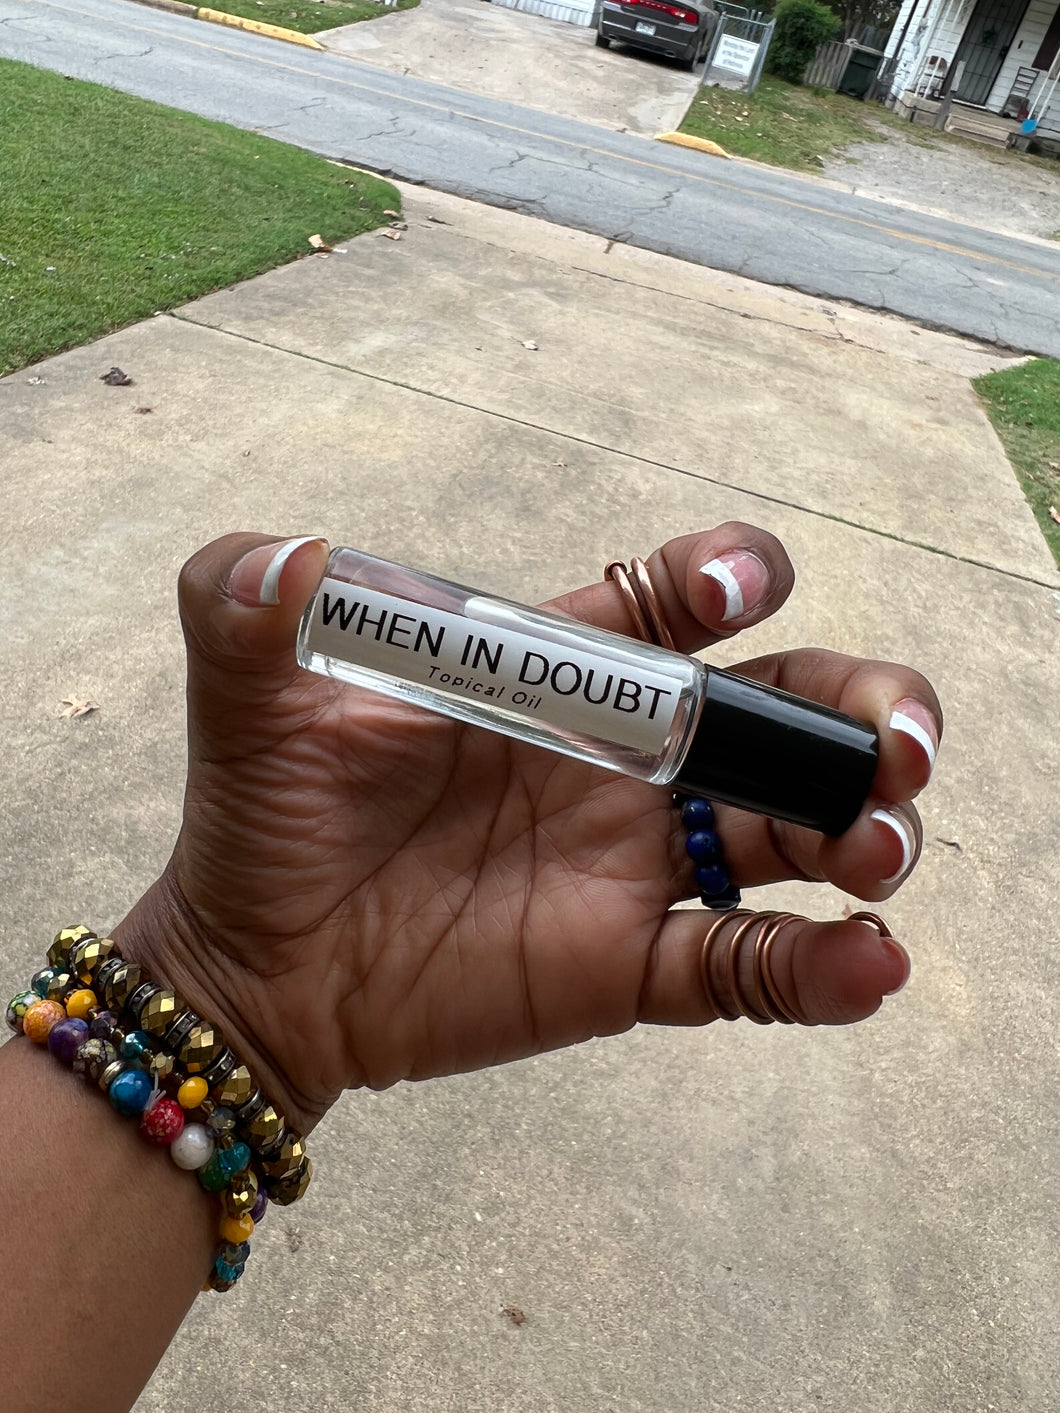 WHEN IN DOUBT
Topical Oil